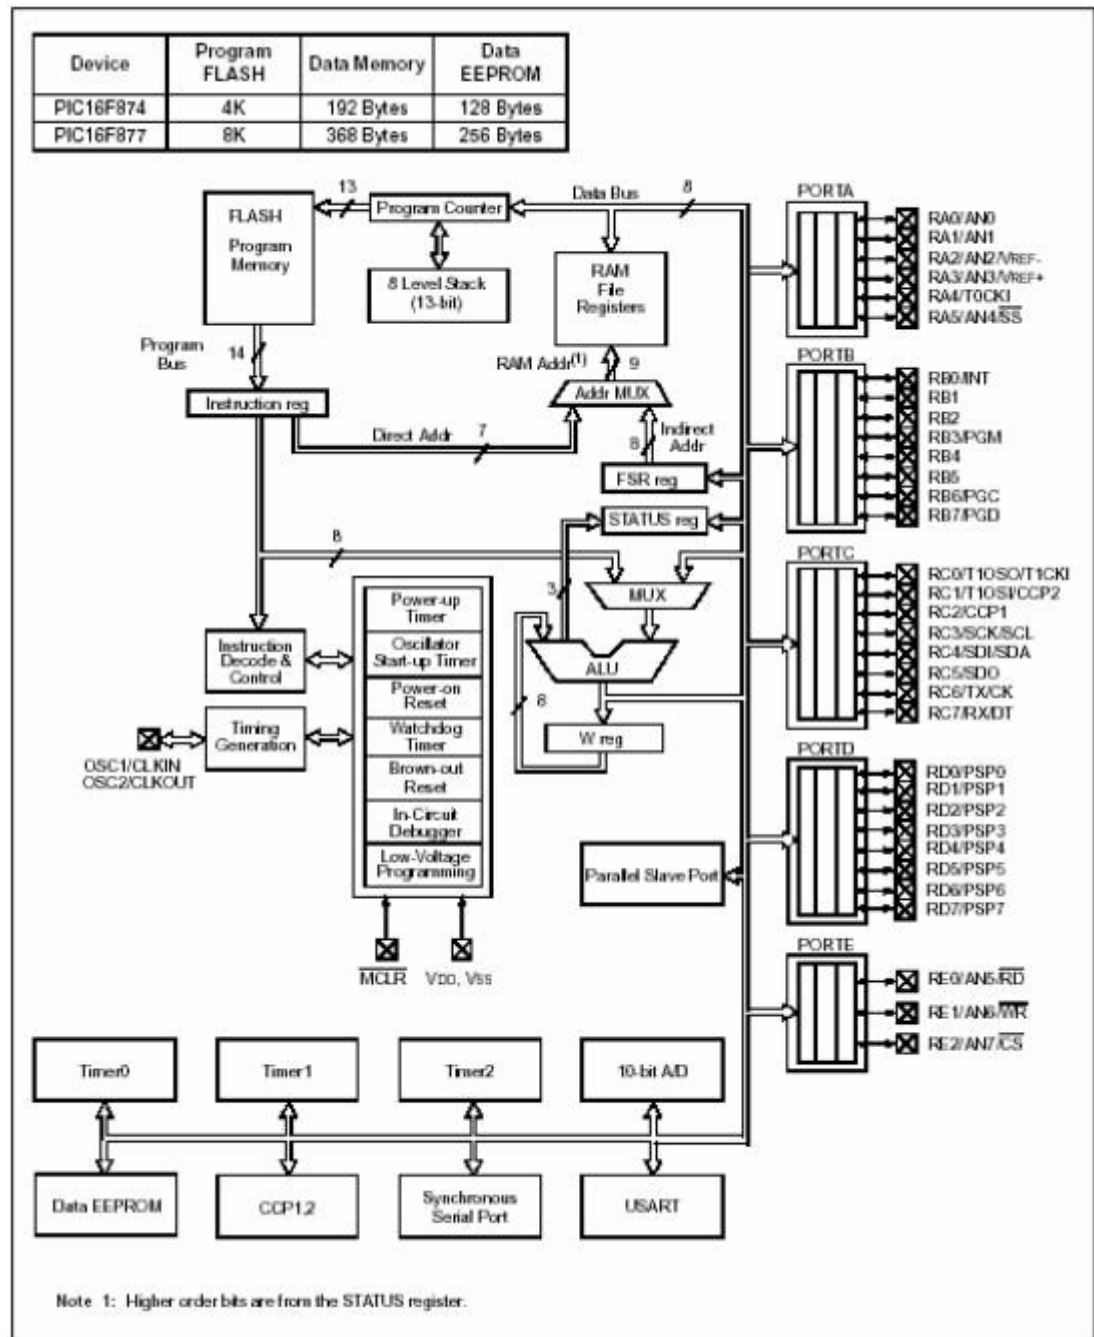 Device Program FLASH Data Memory Data EEPROM
PIC16F874 4K 192 Bytes 128 Bytes
PIC16F877 8K 368 Bytes 256 Bytes
FLASH
Program
Memory
13
Program Counter
Data Bus
8
8 Level Stack
(13-bit)
RAM
File
Registers
Program
Bus
14
RAM Addr(1)
9
Addr MUX
Instruction reg
Direct Addr
7
8
Indirect
Addr
FSR reg
STATUS reg
8
3
MUX
ALU
8
W reg
Power-up
Timer
Oscillator
Start-up Timer
Power-on
Reset
Watchdog
Timer
Brown-out
Reset
In-Circuit
Debugger
Low-Voltage
Programming
Instruction
Decode &
Control
Timing
Generation
OSC1/CLKIN
OSC2/CLKOUT
MCLR
VDD, VSS
Parallel Slave Port
PORTA
RA0/AN0
RA1/AN1
RA2/AN2/VREF-
RA3/AN3/VREF+
RA4/T0CKI
RA5/AN4/SS
PORTB
RB0/INT
RB1
RB2
RB3/PGM
RB4
RB5
RB6/PGC
RB7/PGD
PORTC
RC0/T1OSO/T1CKI
RC1/T1OSI/CCP2
RC2/CCP1
RC3/SCK/SCL
RC4/SDI/SDA
RC5/SDO
RC6/TX/CK
RC7/RX/DT
PORTD
RD0/PSP0
RD1/PSP1
RD2/PSP2
RD3/PSP3
RD4/PSP4
RD5/PSP5
RD6/PSP6
RD7/PSP7
PORTE
RE0/AN5/RD
RE1/AN6/WR
RE2/AN7/CS
Timer0
Timer1
Timer2
10-bit A/D
Data EEPROM
CCP1,2
Synchronous
Serial Port
USART
Note 1: Higher order bits are from the STATUS register.